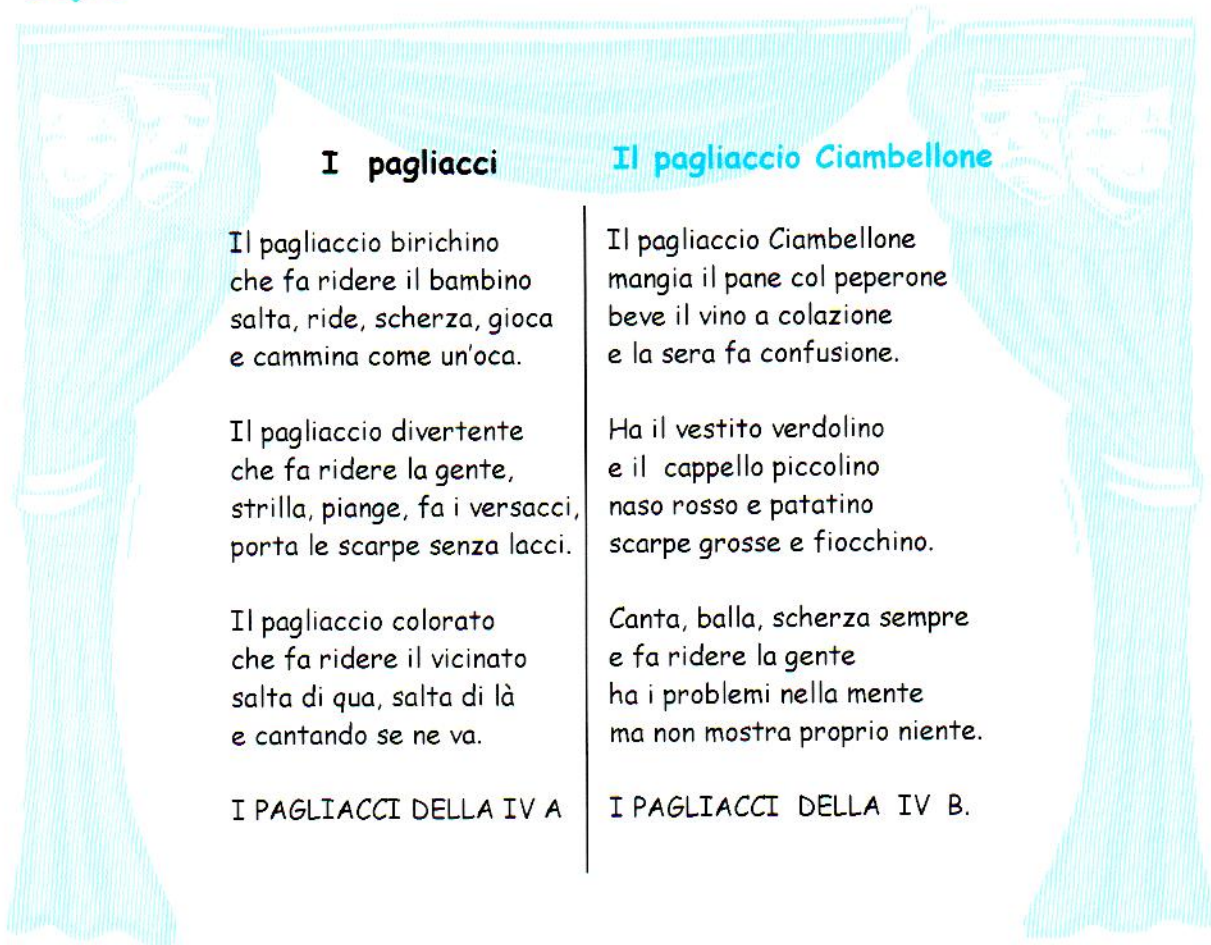 I pagliacci
Il pagliaccio birichino
che fa ridere il bambino
salta, ride, scherza, gioca
e cammina come un'oca.
Il pagliaccio divertente
che fa ridere la gente,
strilla, piange, fa i versacci,
porta le scarpe senza lacci.
Il pagliaccio colorato
che fa ridere il vicinato
salta di qua, salta di là
e cantando se ne va.
I PAGLIACCI DELLA IV A
Il pagliaccio Ciambellone
Il pagliaccio Ciambellone
mangia il pane col peperone
beve il vino a colazione
e la sera fa confusione.
Ha il vestito verdolino
e il cappello piccolino
naso rosso e patatino
scarpe grosse e fiocchino.
Canta, balla, scherza sempre
e fa ridere la gente
ha i problemi nella mente
ma non mostra proprio niente.
I PAGLIACCI DELLA IV B.